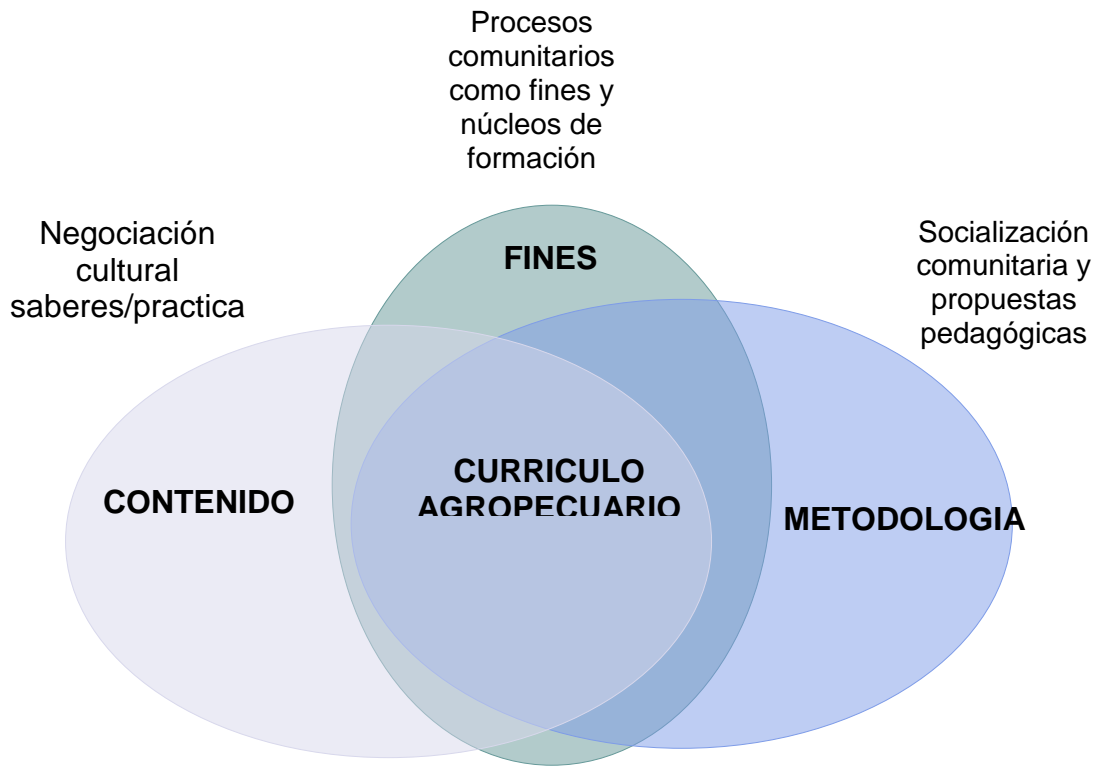 Procesos
comunitarios
como fines y
núcleos de
formación
Negociación
cultural
saberes/practica
Socialización
comunitaria y
propuestas
pedagógicas
FINES
CONTENIDO
CURRICULO
AGROPECUARIO
METODOLOGIA